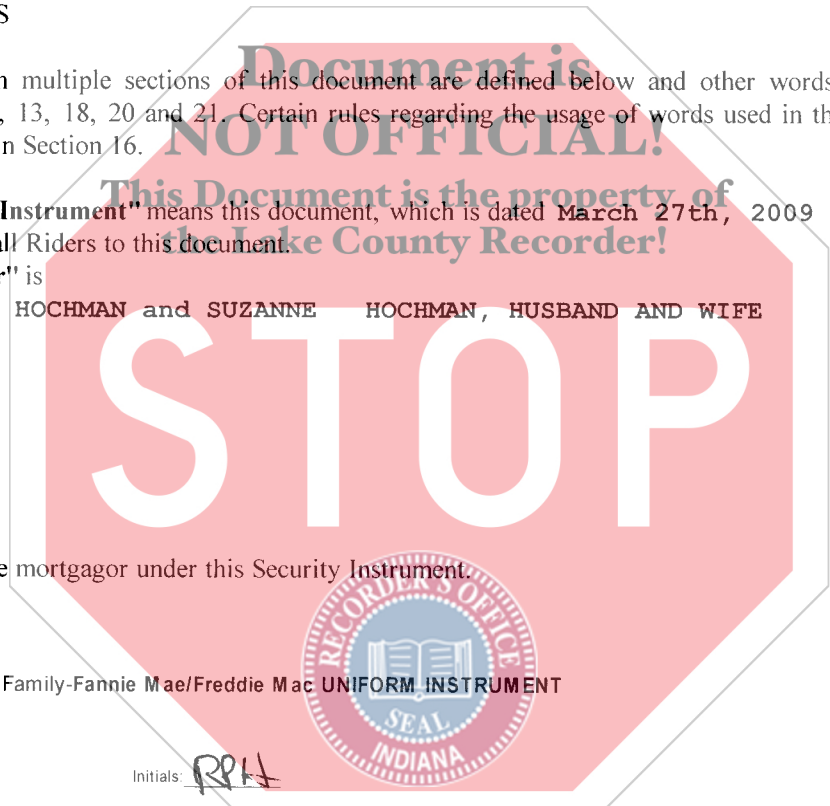 S
Document is
n multiple sections of this document are defined below and other words
, 13, 18, 20 and 21. Certain rules regarding the usage of words used in th
NOT OFFICIAL!
n Section 16.
This Document is the property of
Instrument" means this document, which is dated March 27th, 2009
the Lake County Recorder!
all Riders to this document.
r" is
HOCHMAN and SUZANNE HOCHMAN, HUSBAND AND WIFE
STOP
e mortgagor under this Security Instrument.
RECORDER'S OFFICE
Family-Fannie Mae/Freddie Mac UNIFORM INSTRUMENT
SEAL
INDIANA
Initials: RPH